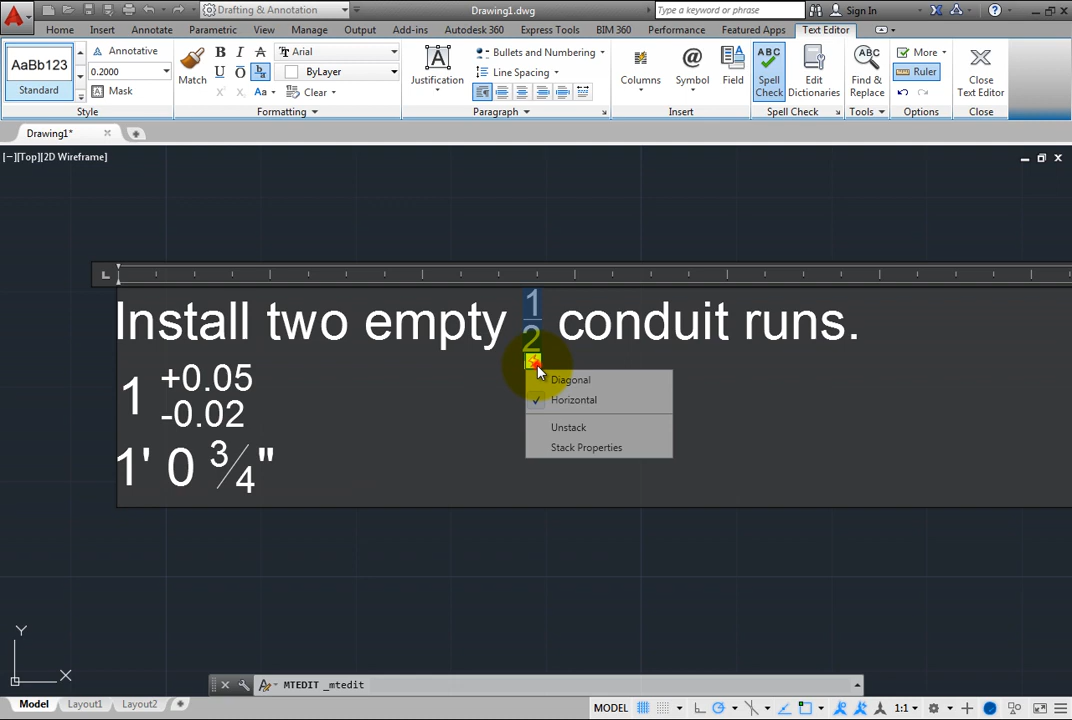 Drafting & Annotation
Drawing1.dwg
Type a keyword or phrase
Sign In
Home Insert Annotate Parametric View Manage Output Add-ins Autodesk 360 Express Tools BIM 360 Performance Featured Apps Text Editor
AaBb123
Standard
Annotative
0.2000
Mask
Style
Match
B I A
U O b/a
Aa
Arial
ByLayer
Clear
Formatting
Justification
Bullets and Numbering
Line Spacing
Paragraph
Columns
Symbol
Field
Insert
ABC
Spell
Check
Edit
Dictionaries
Spell Check
ABC
Find &
Replace
Tools
More
Ruler
Options
Close
Text Editor
Close
Drawing1*
[−][Top][2D Wireframe]
Install two empty 1/2 conduit runs.
1 +0.05
-0.02
1' 0 3/4"
Diagonal
Horizontal
Unstack
Stack Properties
Y
X
MTEDIT _mtedit
Model Layout1 Layout2
MODEL
1:1